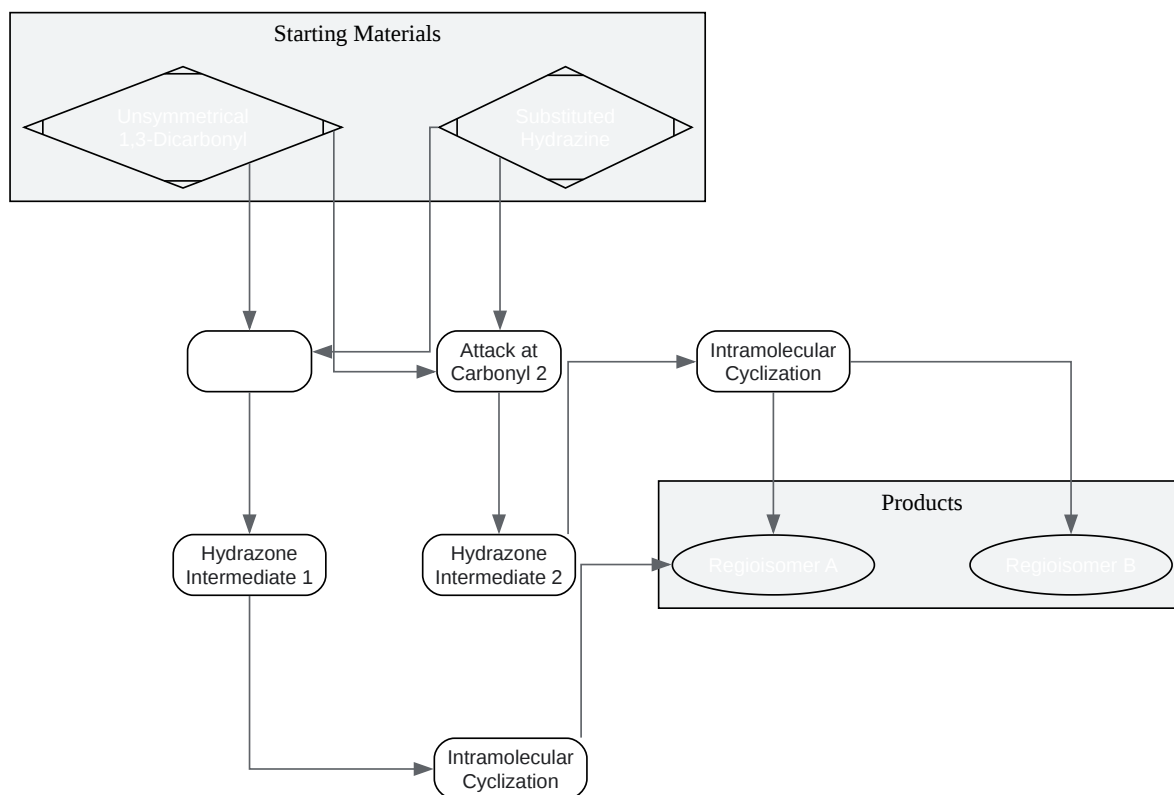 Starting Materials
Unsymmetrical
1,3-Dicarbonyl
Substituted
Hydrazine
Attack at
Carbonyl 2
Intramolecular
Cyclization
Products
Hydrazone
Intermediate 1
Hydrazone
Intermediate 2
Regioisomer A
Regioisomer B
Intramolecular
Cyclization